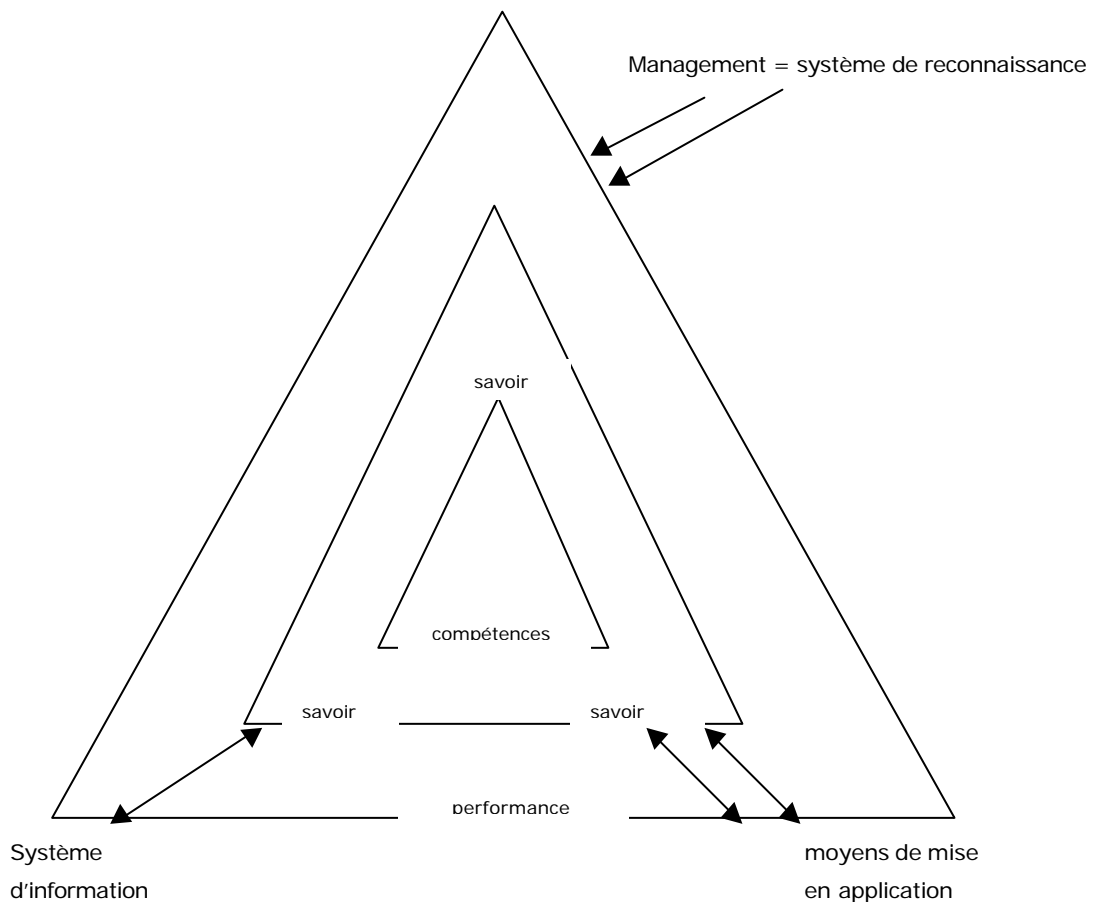 Management = système de reconnaissance
savoir
compétences
savoir savoir
performance
Système
d'information
moyens de mise
en application